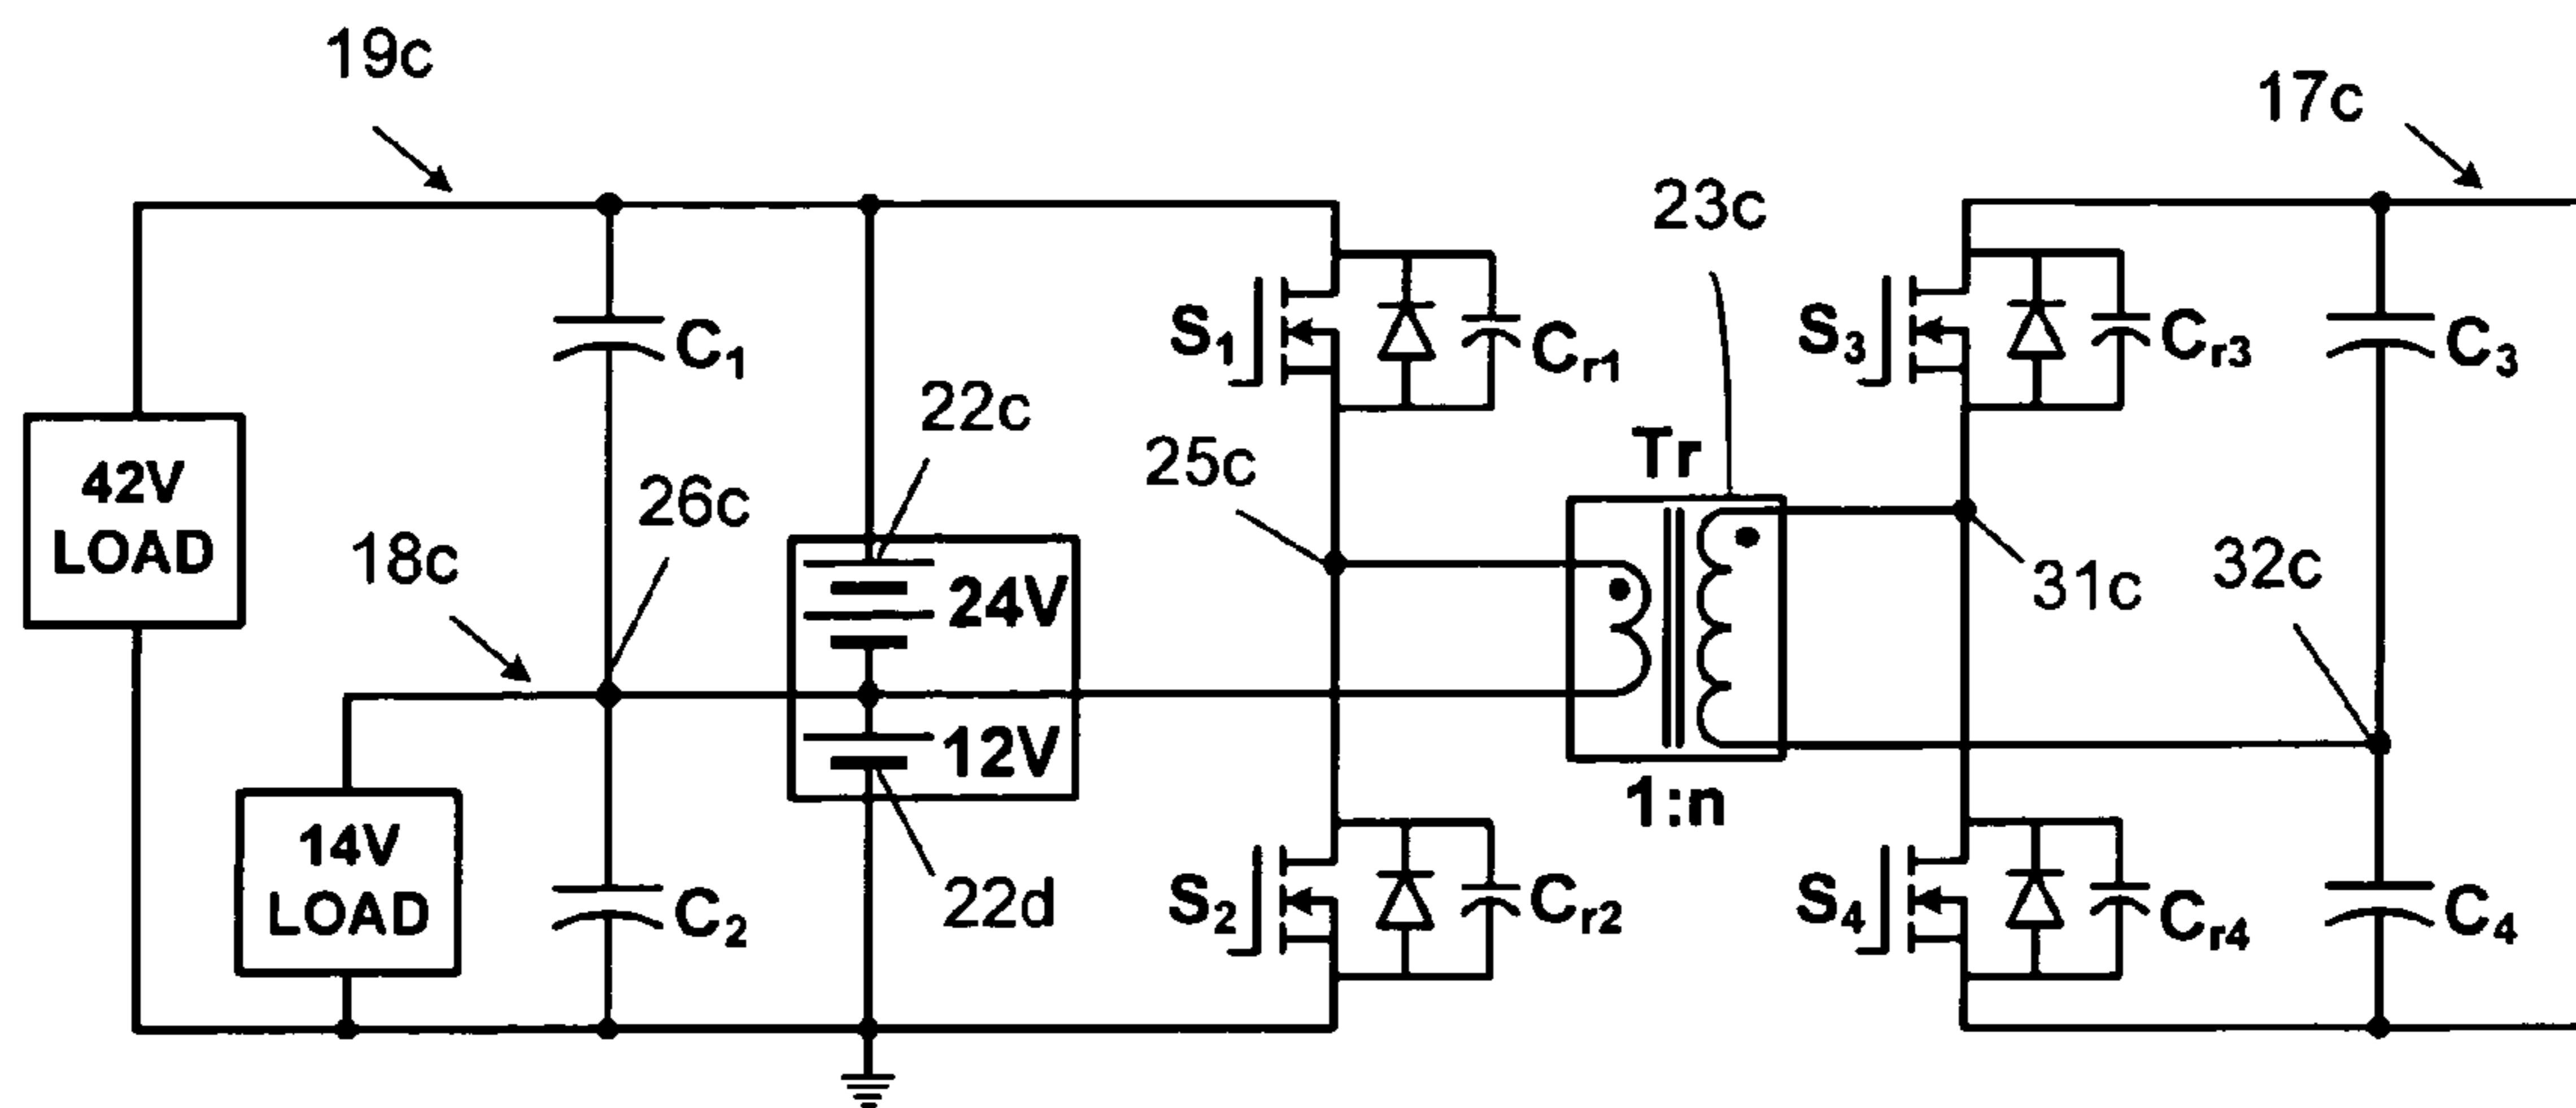 19c
17c
23c
S1
Cr1
S3
Cr3
C1
C3
22c
42V
LOAD
26c
25c
Tr
18c
24V
31c
32c
12V
1:n
14V
LOAD
C2
22d
S2
Cr2
S4
Cr4
C4